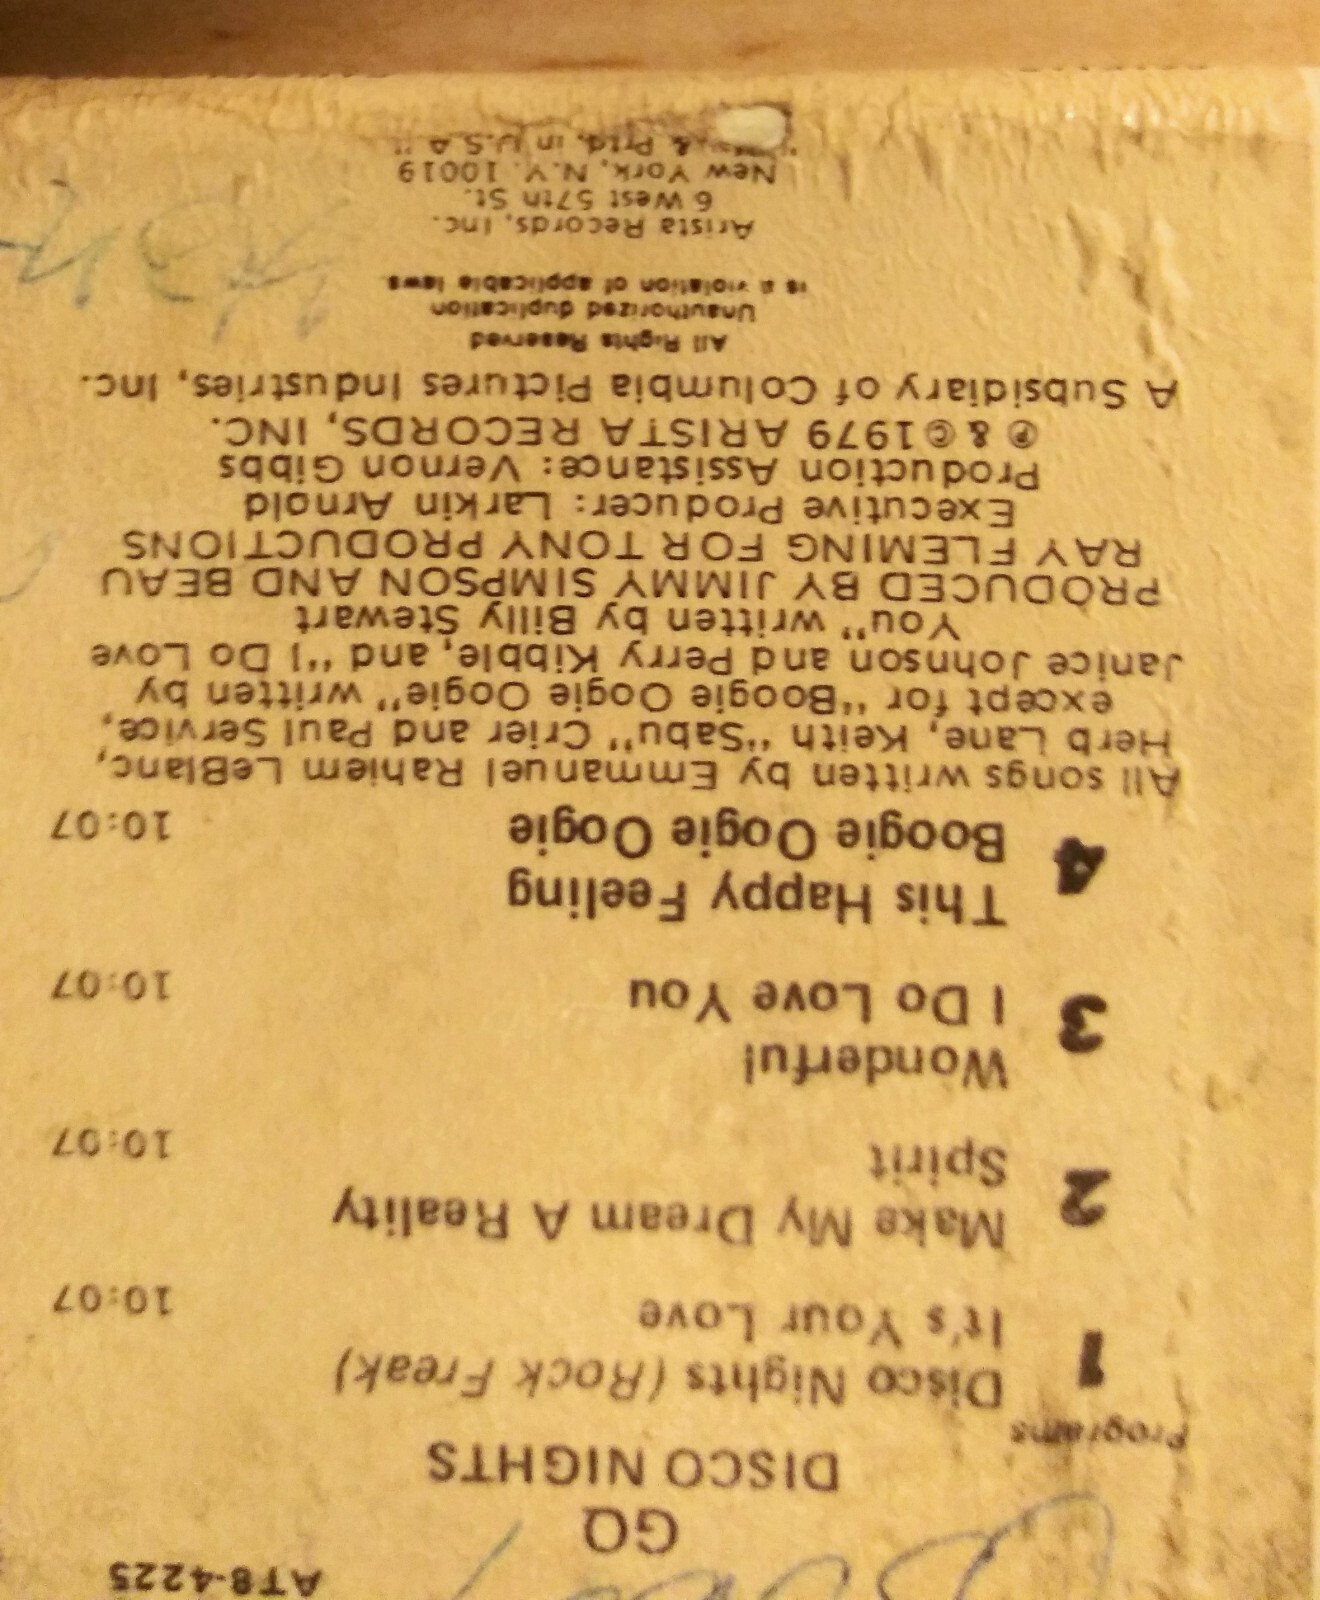 AT8-4225
GQ
DISCO NIGHTS
Programs
1 Disco Nights (Rock Freak)
It's Your Love 10:07
2 Make My Dream A Reality
Spirit 10:07
3 Wonderful
I Do Love You 10:07
4 This Happy Feeling
Boogie Oogie Oogie 10:07
All songs written by Emmanuel Rahiem LeBlanc,
Herb Lane, Keith "Sabu" Crier and Paul Service,
except for "Boogie Oogie Oogie" written by
Janice Johnson and Perry Kibble, and "I Do Love
You" written by Billy Stewart
PRODUCED BY JIMMY SIMPSON AND BEAU
RAY FLEMING FOR TONY PRODUCTIONS
Executive Producer: Larkin Arnold
Production Assistance: Vernon Gibbs
℗ & © 1979 ARISTA RECORDS, INC.
A Subsidiary of Columbia Pictures Industries, Inc.
All Rights Reserved
Unauthorized duplication
is a violation of applicable laws
Arista Records, Inc.
6 West 57th St.
New York, N.Y. 10019
& Prtd. in U.S.A.